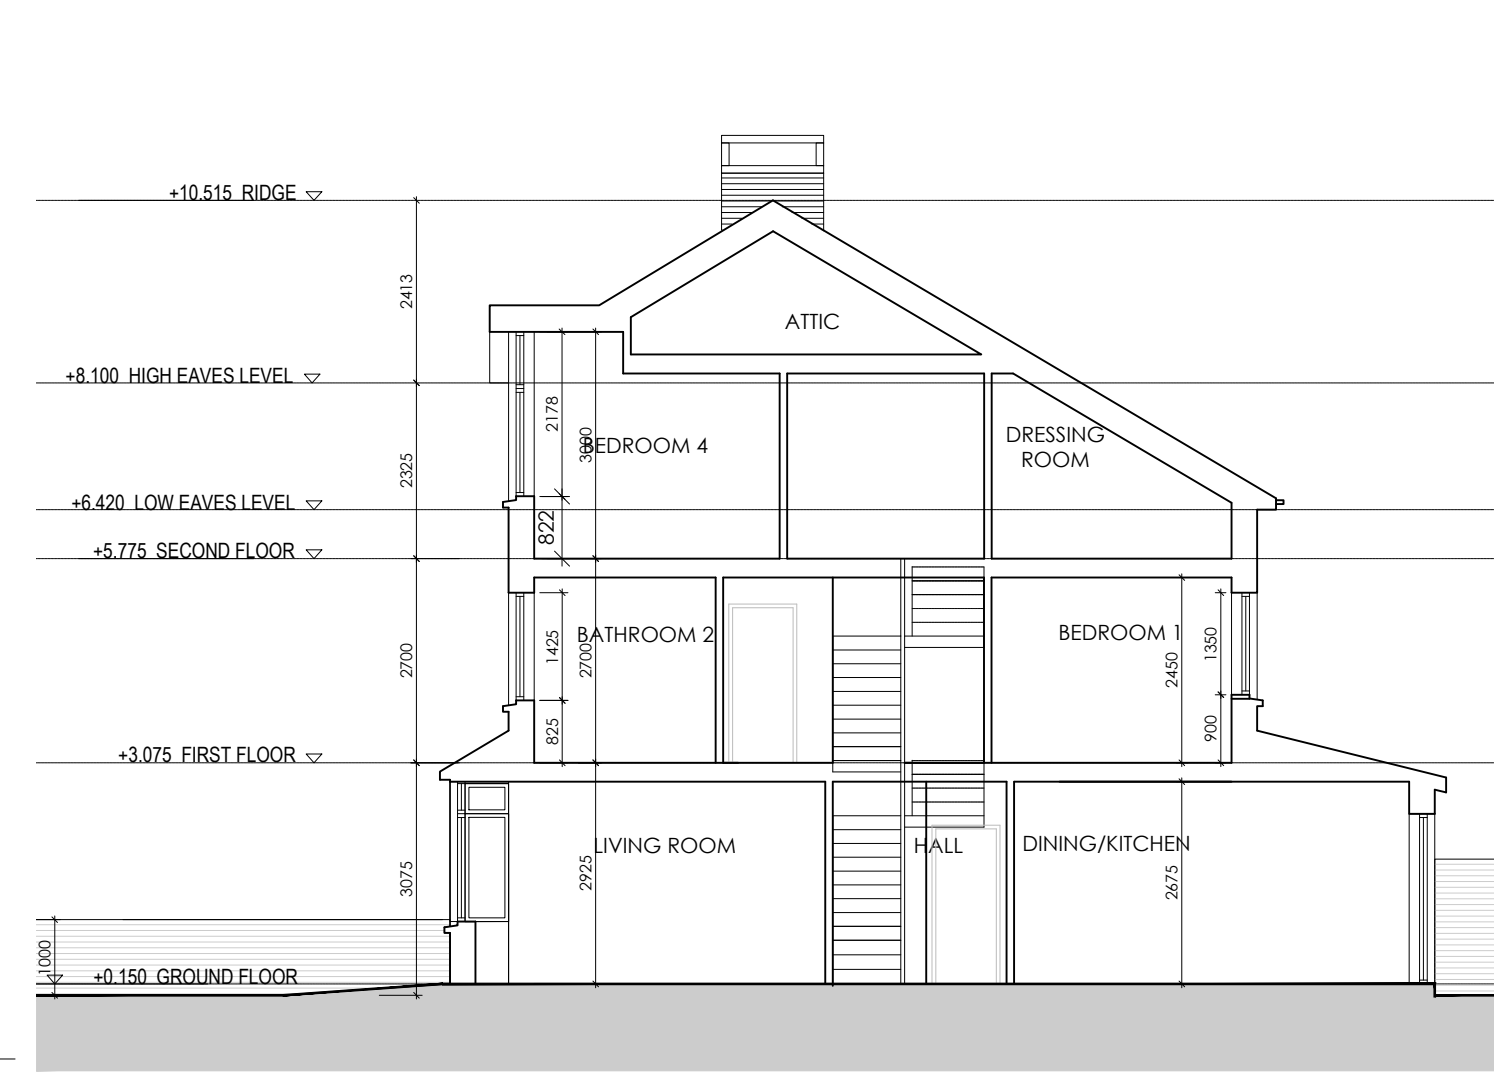 +10.515 RIDGE
2413
ATTIC
+8.100 HIGH EAVES LEVEL
2178
3000
BEDROOM 4
DRESSING
ROOM
2325
+6.420 LOW EAVES LEVEL
822
+5.775 SECOND FLOOR
BATHROOM 2
BEDROOM 1
1425
2700
2700
2450
1350
825
900
+3.075 FIRST FLOOR
LIVING ROOM
HALL
DINING/KITCHEN
3075
2925
2675
1000
+0.150 GROUND FLOOR